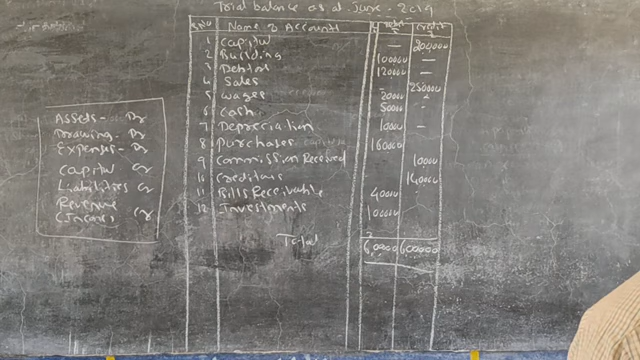 Trial balance as at June - 2019
S.No Name of Accounts Debit Credit
1 Capital — 200000
2 Building 100000 —
3 Debtors 120000 —
4 Sales 250000
5 Wages 20000 -
6 Cash 50000 -
7 Depreciation 10000 —
8 Purchases 160000
9 Commission Received 10000
10 Creditors 140000
11 Bills Receivable 40000
12 Investments 100000
Total 600000 600000
Assets - Dr
Drawing - Dr
Expenses - Dr
Capital Cr
Liabilities Cr
Revenue
(Income) Cr